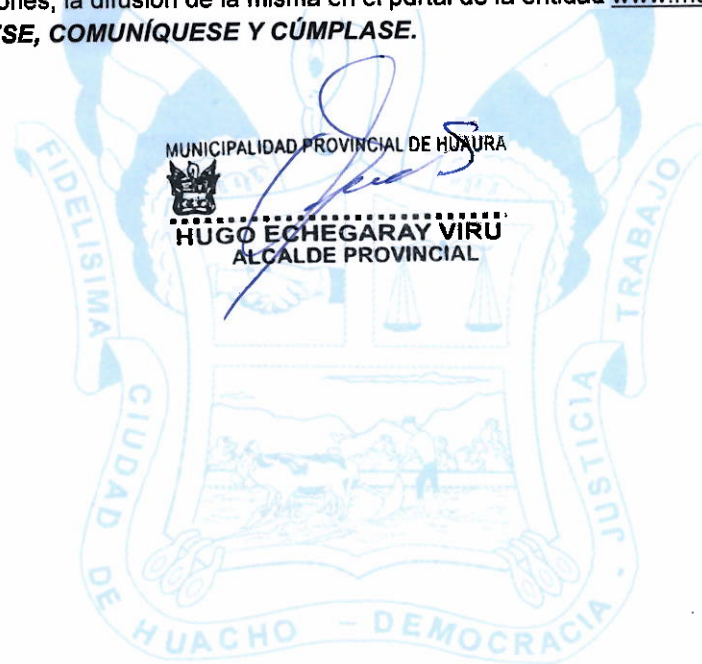 ones, la difusión de la misma en el portal de la entidad
SE, COMUNÍQUESE Y CÚMPLASE.
MUNICIPALIDAD PROVINCIAL DE HUAURA
HUGO ECHEGARAY VIRU
ALCALDE PROVINCIAL
FIDELISIMA CIUDAD DE HUACHO - DEMOCRACIA . JUSTICIA TRABAJO